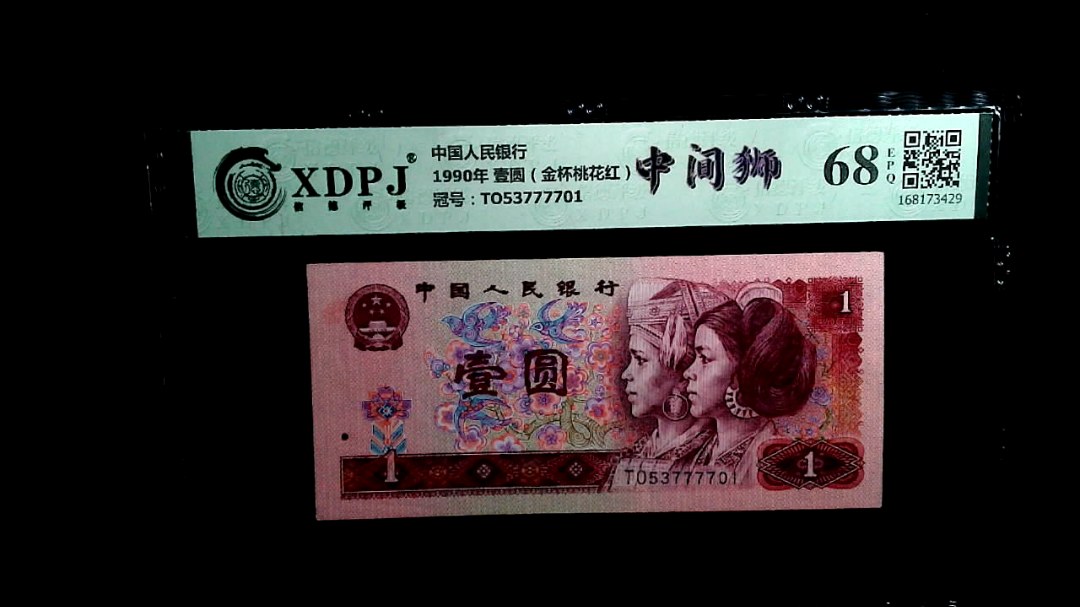 XDPJ®
中国人民银行
1990年 壹圆（金杯桃花红）
冠号：TO53777701
中间狮
68
EPQ
168173429
中国人民银行
1
壹圆
1
TO53777701
1